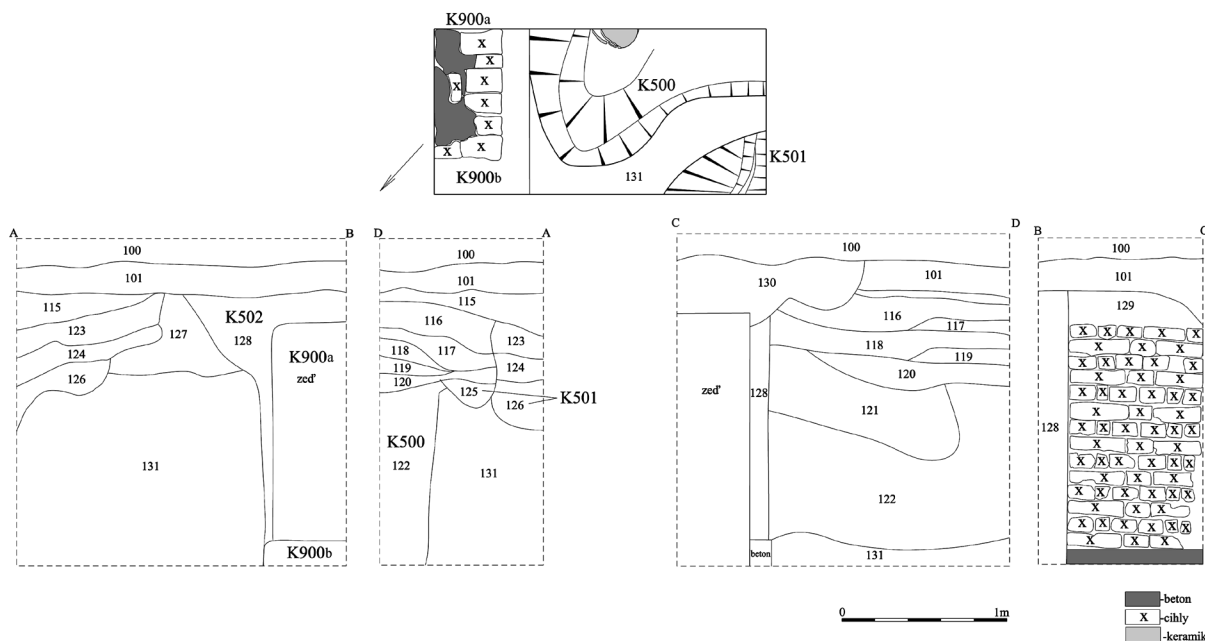 K900a
X
X
X
X
X
X
X
X
K500
K501
K900b
131
A
B
D
A
C
D
B
C
100
101
115
123
124
126
127
K502
128
K900a
zeď
131
K900b
100
101
115
116
123
118
117
119
124
120
125
126
K501
K500
122
131
100
130
101
116
117
118
119
120
zeď
128
121
122
beton
131
100
101
129
128
X X X X X
X X X
X X X X X
X X X
X X X X X X
X X X
X X X X X X
X X X
X X X X X X
X X X
X X X X X X
X X X
X X X X X
X X X
0 1m
-beton
X -cihly
-keramik